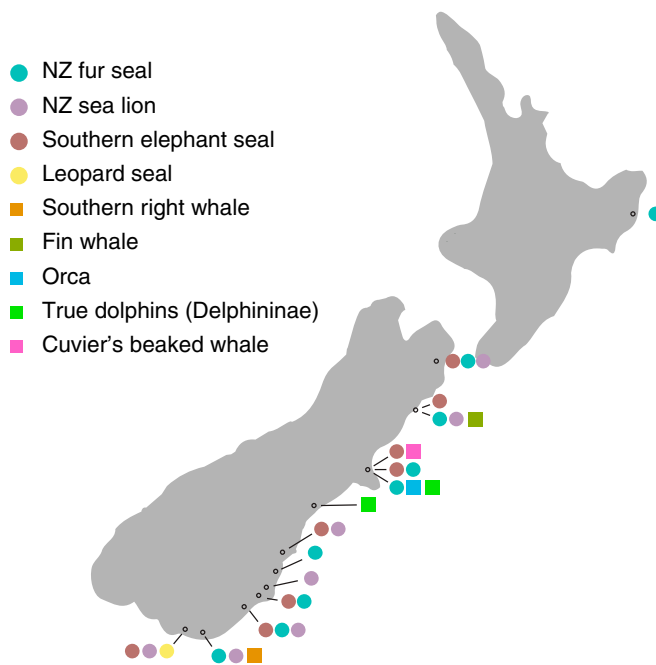 NZ fur seal
NZ sea lion
Southern elephant seal
Leopard seal
Southern right whale
Fin whale
Orca
True dolphins (Delphininae)
Cuvier's beaked whale